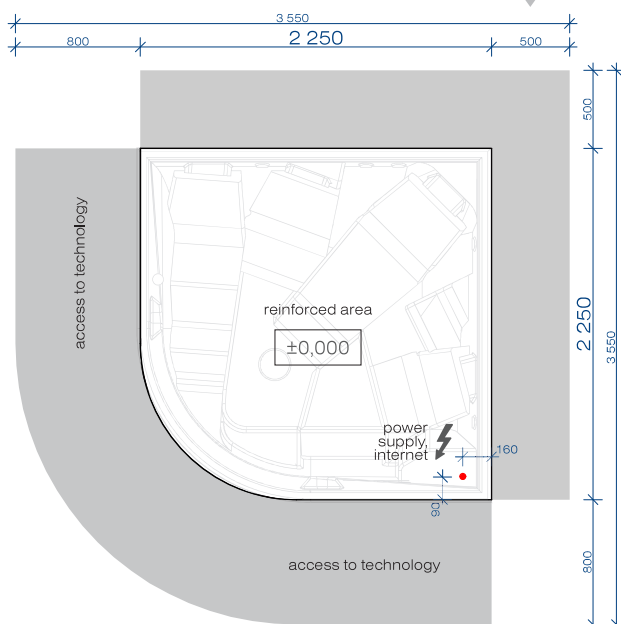 3 550
800
2 250
500
500
access to technology
reinforced area
±0,000
2 250
3 550
power
supply,
internet
160
90
800
access to technology